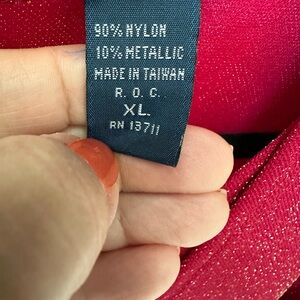 90% NYLON
10% METALLIC
MADE IN TAIWAN
R. O. C.
XL
RN 13711